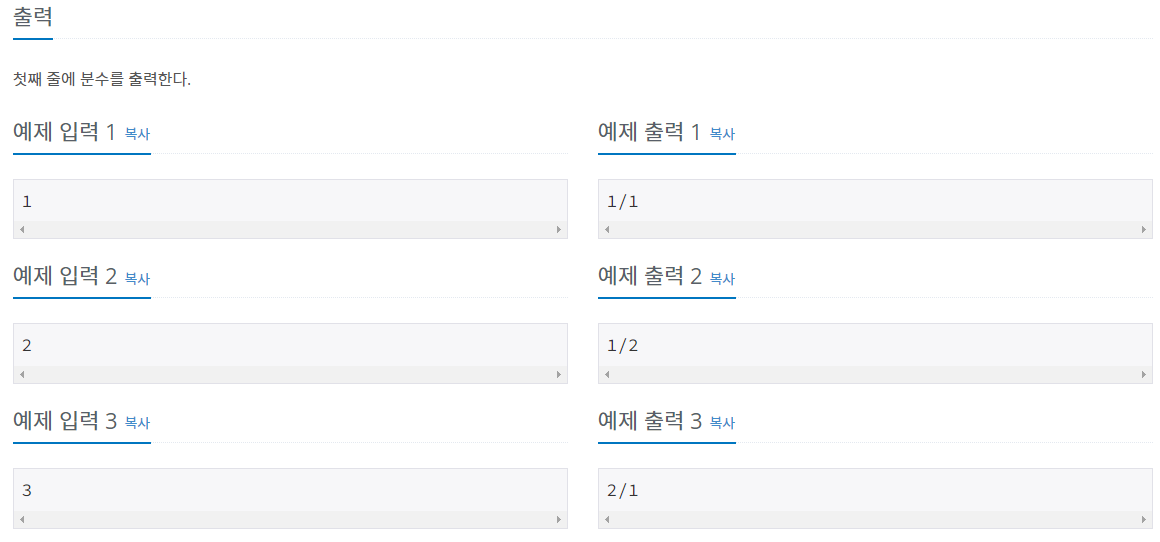 출력
첫째 줄에 분수를 출력한다.
예제 입력 1 복사
예제 출력 1 복사
1
1/1
예제 입력 2 복사
예제 출력 2 복사
2
1/2
예제 입력 3 복사
예제 출력 3 복사
3
2/1